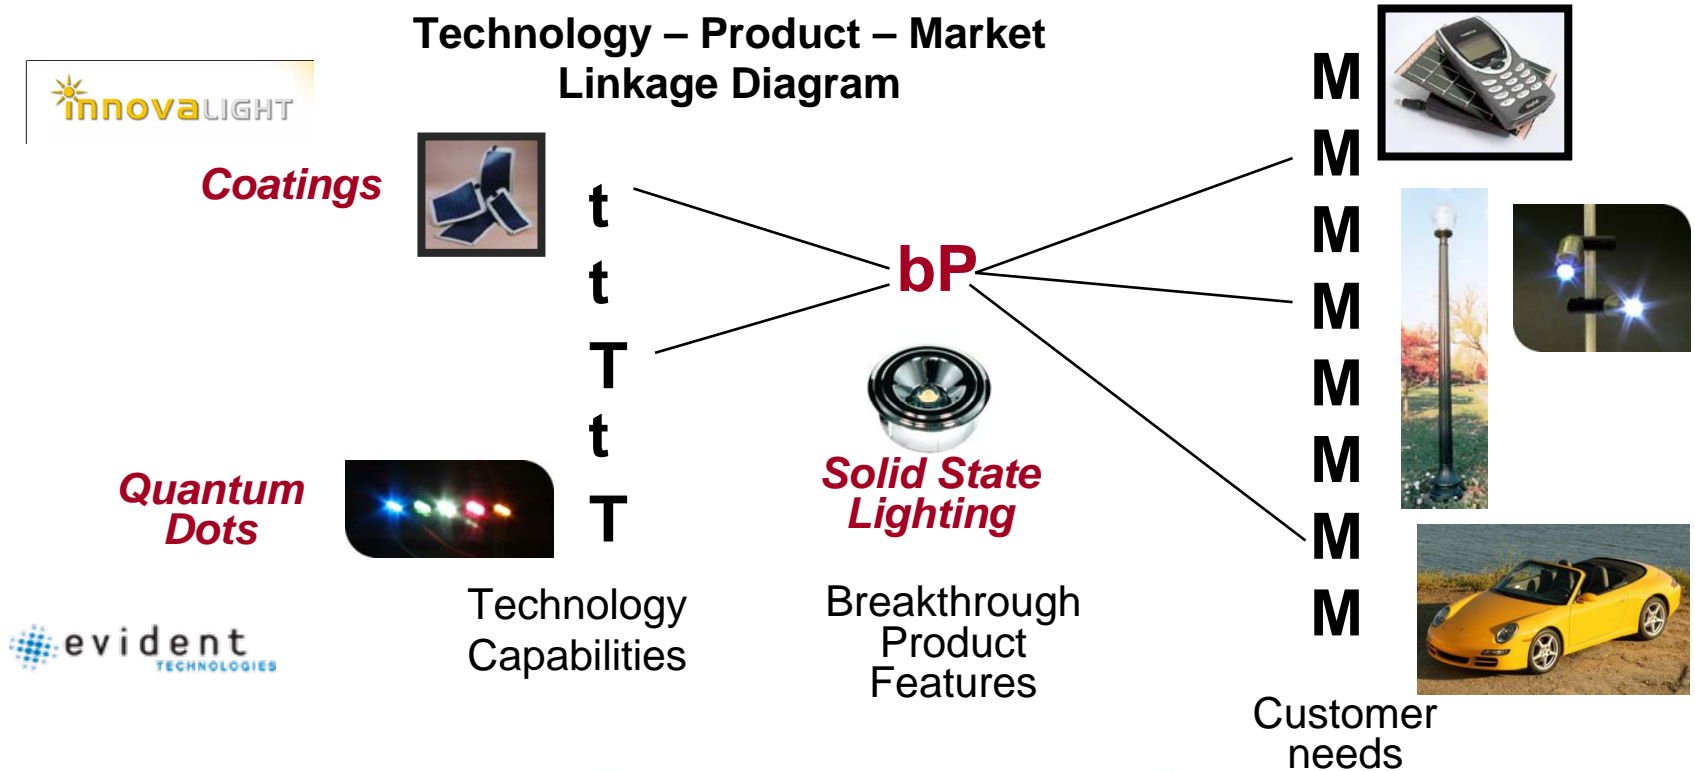 Technology – Product – Market
Linkage Diagram
innovaLIGHT
Coatings
t
t
T
t
T
bP
M
M
M
M
M
M
M
M
Solid State
Lighting
Quantum
Dots
evident
TECHNOLOGIES
Technology
Capabilities
Breakthrough
Product
Features
Customer
needs